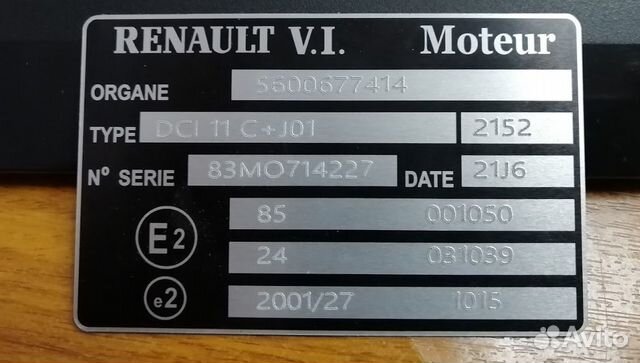 RENAULT V.I. Moteur
ORGANE 5600677414
TYPE DCI 11 C+J01 2152
N° SERIE 83M0714227 DATE 21J6
E2 85 001050
24 031039
e2 2001/27 1015
Avito